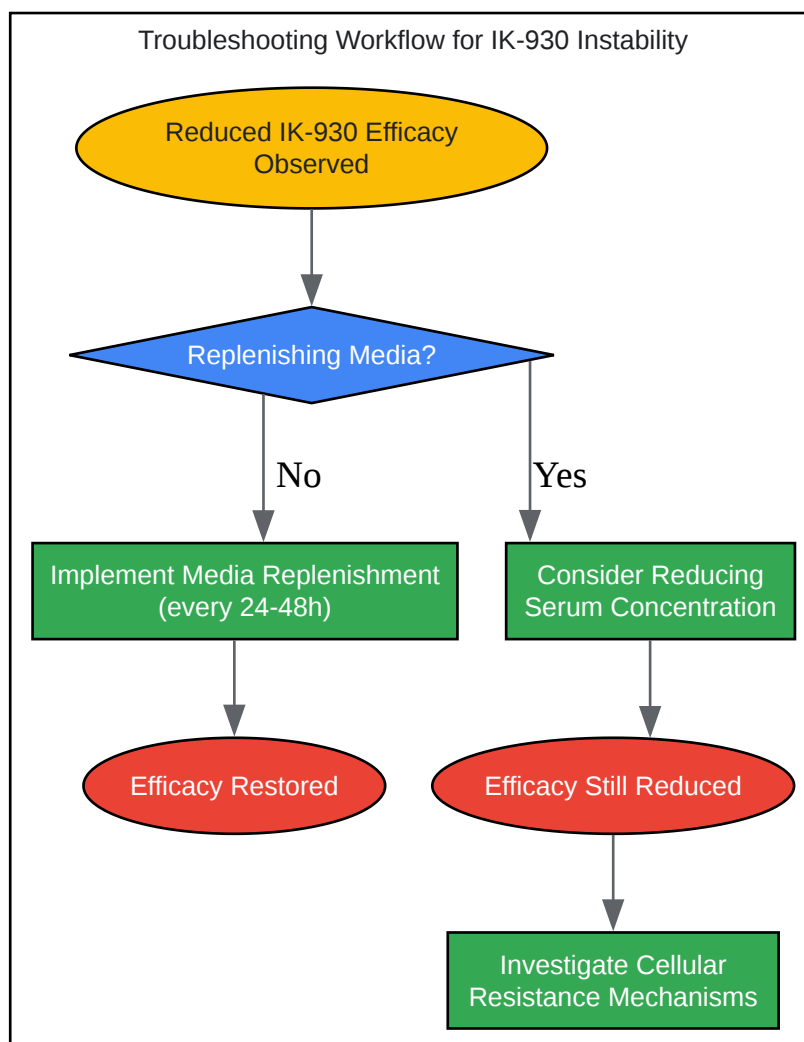 Troubleshooting Workflow for IK-930 Instability
Reduced IK-930 Efficacy
Observed
Replenishing Media?
No
Yes
Implement Media Replenishment
(every 24-48h)
Consider Reducing
Serum Concentration
Efficacy Restored
Efficacy Still Reduced
Investigate Cellular
Resistance Mechanisms